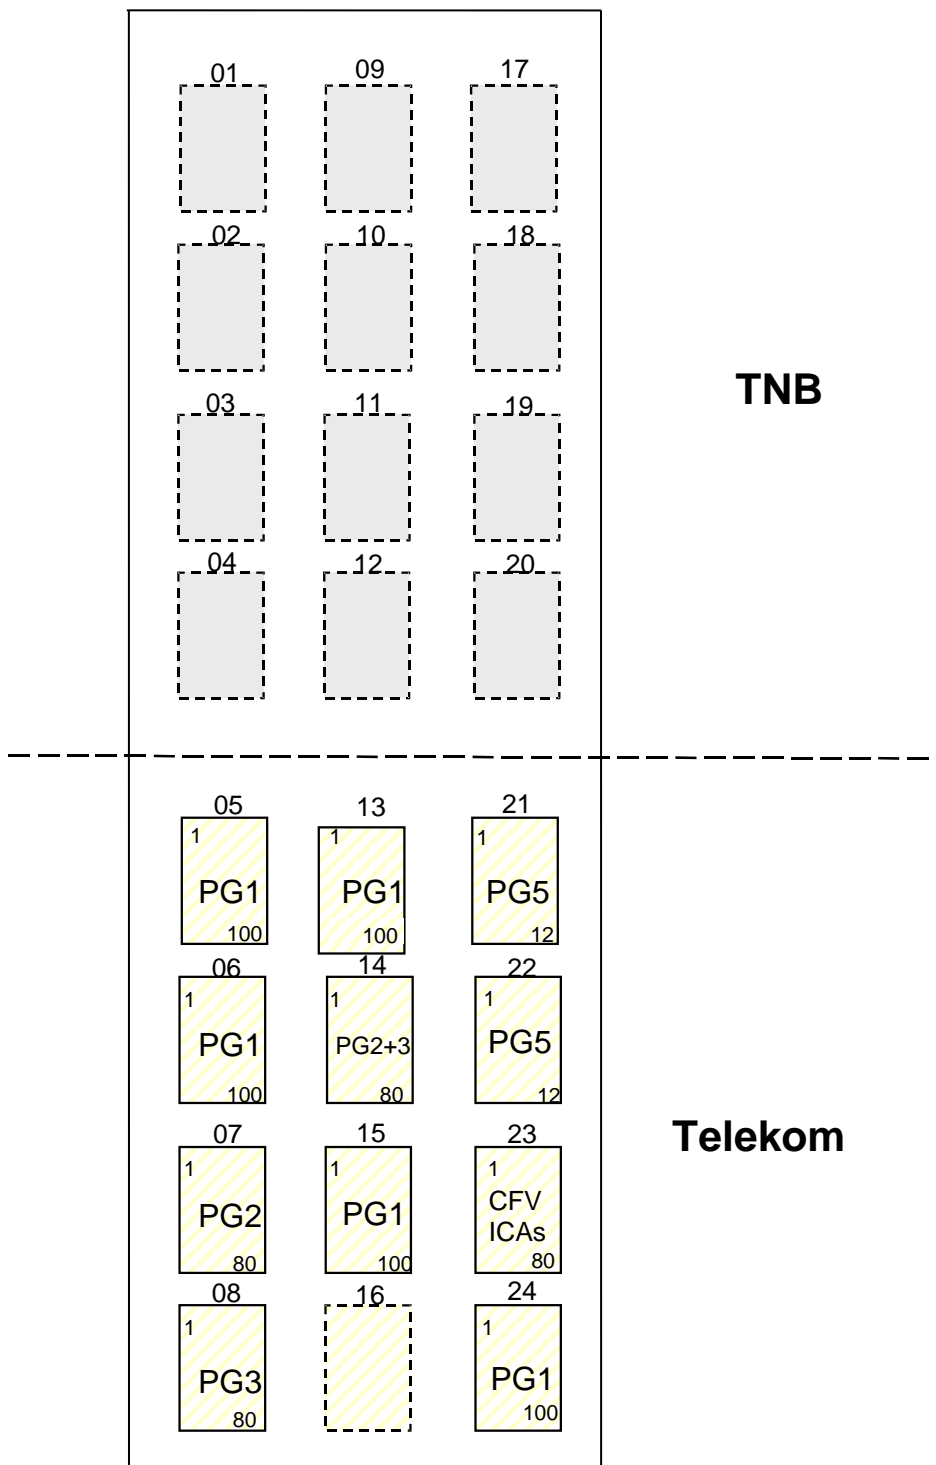 01 09 17
02 10 18
TNB
03 11 19
04 12 20
05 13 21
1 1 1
PG1 PG1 PG5
100 100 12
06 14 22
1 1 1
PG1 PG2+3 PG5
100 80 12
Telekom
07 15 23
1 1 1
PG2 PG1 CFV
ICAs
80 100 80
08 16 24
1 1
PG3 PG1
80 100